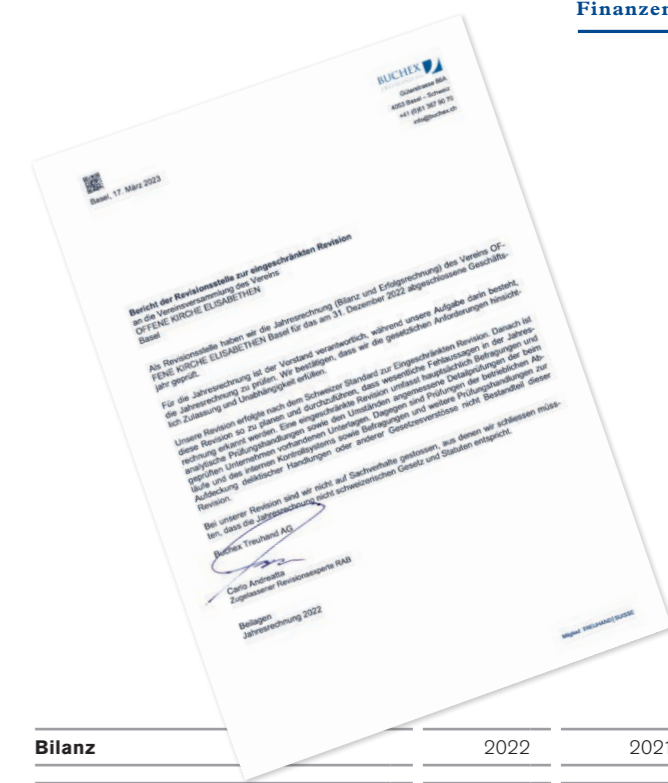 Finanzen
BUCHEX
Güterstrasse 86A
4053 Basel – Schweiz
+41 (0)61 367 90 70
info@buchex.ch
Basel, 17. März 2023
Bericht der Revisionsstelle zur eingeschränkten Revision
an die Vereinsversammlung des Vereins
OFFENE KIRCHE ELISABETHEN
Basel
Als Revisionsstelle haben wir die Jahresrechnung (Bilanz und Erfolgsrechnung) des Vereins OF-
FENE KIRCHE ELISABETHEN Basel für das am 31. Dezember 2022 abgeschlossene Geschäfts-
jahr geprüft.
Für die Jahresrechnung ist der Vorstand verantwortlich, während unsere Aufgabe darin besteht,
die Jahresrechnung zu prüfen. Wir bestätigen, dass wir die gesetzlichen Anforderungen hinsicht-
lich Zulassung und Unabhängigkeit erfüllen.
Unsere Revision erfolgte nach dem Schweizer Standard zur Eingeschränkten Revision. Danach ist
diese Revision so zu planen und durchzuführen, dass wesentliche Fehlaussagen in der Jahres-
rechnung erkannt werden. Eine eingeschränkte Revision umfasst hauptsächlich Befragungen und
analytische Prüfungshandlungen sowie den Umständen angemessene Detailprüfungen der beim
geprüften Unternehmen vorhandenen Unterlagen. Dagegen sind Prüfungen der betrieblichen Ab-
läufe und des internen Kontrollsystems sowie Befragungen und weitere Prüfungshandlungen zur
Aufdeckung deliktischer Handlungen oder anderer Gesetzesverstösse nicht Bestandteil dieser
Revision.
Bei unserer Revision sind wir nicht auf Sachverhalte gestossen, aus denen wir schliessen müss-
ten, dass die Jahresrechnung nicht schweizerischen Gesetz und Statuten entspricht.
Buchex Treuhand AG
Carlo Andreatta
Zugelassener Revisionsexperte RAB
Beilagen
Jahresrechnung 2022
Mitglied TREUHAND|SUISSE
Bilanz 2022 2021